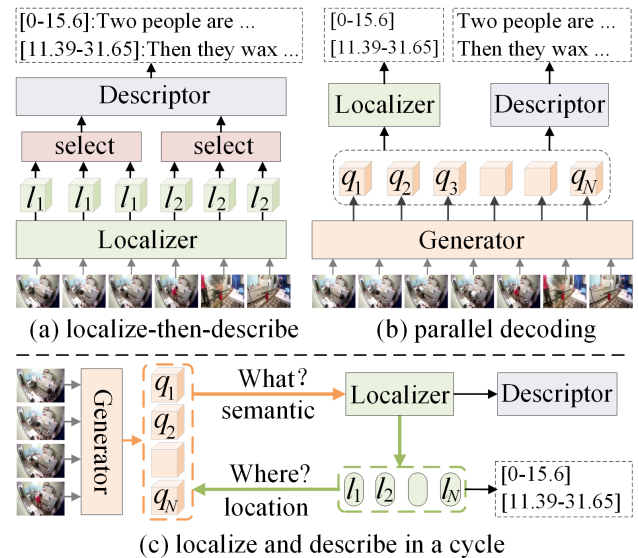 [0-15.6]:Two people are ...
[11.39-31.65]:Then they wax ...
Descriptor
select select
l1 l1 l1 l2 l2 l2
Localizer
(a) localize-then-describe
[0-15.6]
[11.39-31.65]
Two people are ...
Then they wax ...
Localizer
Descriptor
q1 q2 q3 qN
Generator
(b) parallel decoding
Generator
q1
q2
qN
What?
semantic
Localizer
Descriptor
Where?
location
l1 l2 lN
[0-15.6]
[11.39-31.65]
(c) localize and describe in a cycle